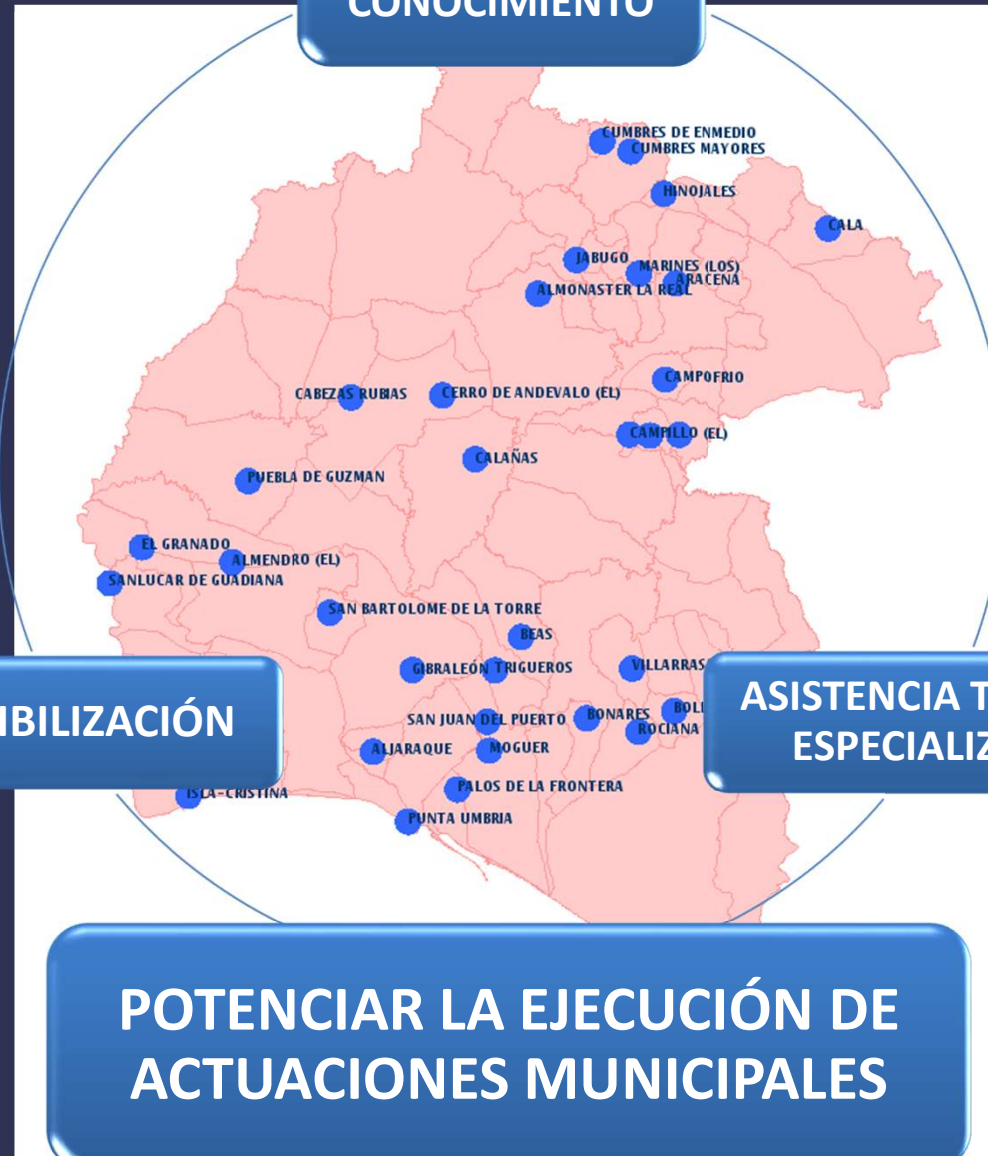 CONOCIMIENTO
CUMBRES DE ENMEDIO
CUMBRES MAYORES
HINOJALES
CALA
JABUGO
MARINES (LOS)
ARACENA
ALMONASTER LA REAL
CAMPOFRIO
CABEZAS RUBIAS
CERRO DE ANDEVALO (EL)
CAMPILLO (EL)
CALAÑAS
PUEBLA DE GUZMAN
EL GRANADO
ALMENDRO (EL)
SANLUCAR DE GUADIANA
SAN BARTOLOME DE LA TORRE
BEAS
GIBRALEÓN
TRIGUEROS
VILLARRAS
IBILIZACIÓN
ASISTENCIA T
ESPECIALIZ
SAN JUAN DEL PUERTO
BONARES
BOLL
ROCIANA
ALJARAQUE
MOGUER
ISLA-CRISTINA
PALOS DE LA FRONTERA
PUNTA UMBRIA
POTENCIAR LA EJECUCIÓN DE
ACTUACIONES MUNICIPALES